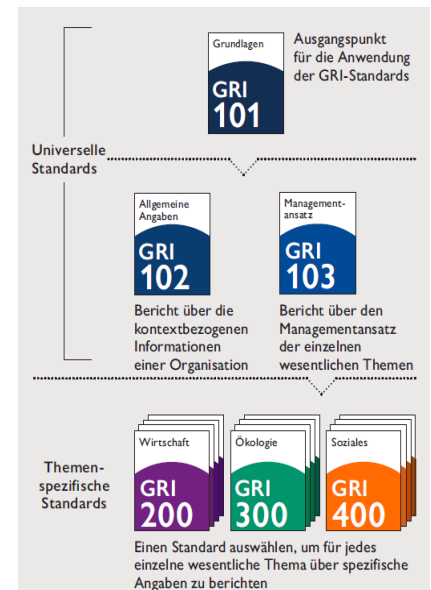 Grundlagen
GRI
101
Ausgangspunkt
für die Anwendung
der GRI-Standards
Universelle
Standards
Allgemeine
Angaben
GRI
102
Management-
ansatz
GRI
103
Bericht über die
kontextbezogenen
Informationen
einer Organisation
Bericht über den
Managementansatz
der einzelnen
wesentlichen Themen
Themen-
spezifische
Standards
Wirtschaft
GRI
200
Ökologie
GRI
300
Soziales
GRI
400
Einen Standard auswählen, um für jedes
einzelne wesentliche Thema über spezifische
Angaben zu berichten